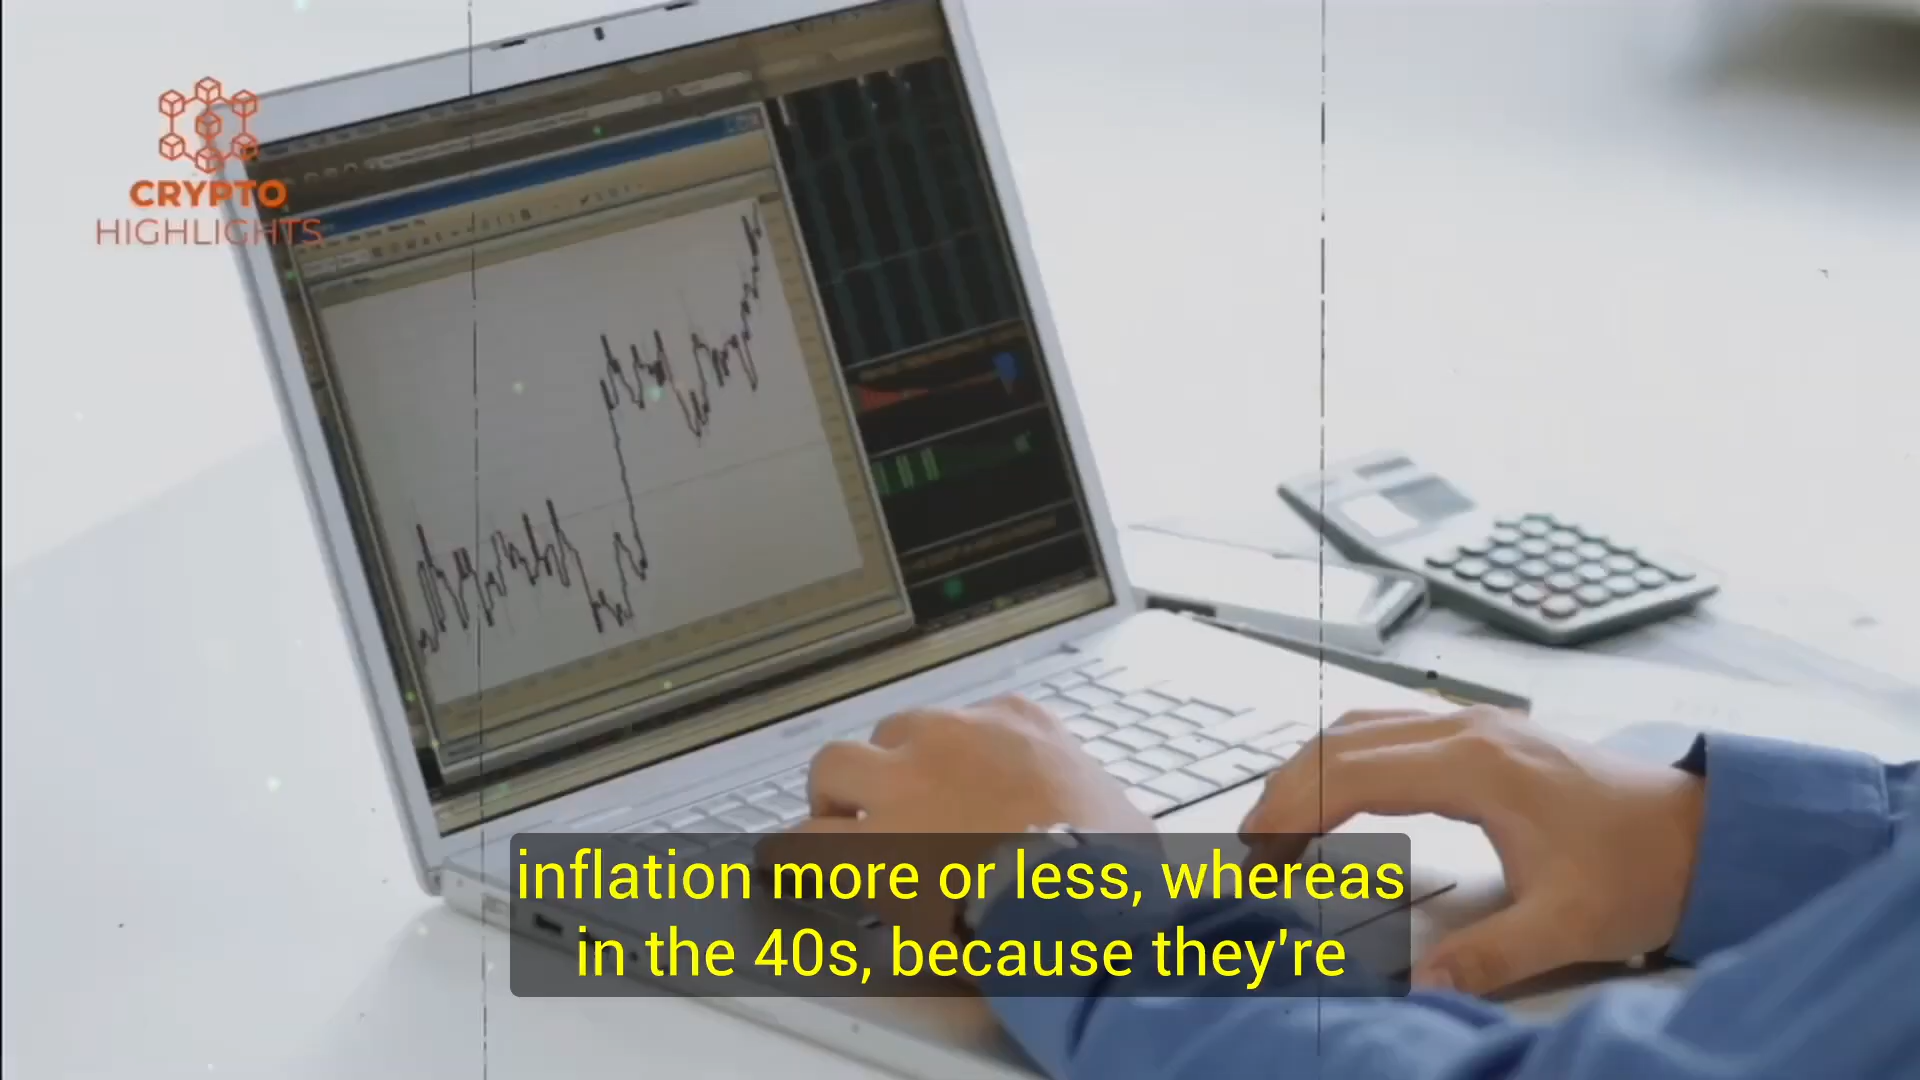 CRYPTO
HIGHLIGHTS
inflation more or less, whereas
in the 40s, because they're